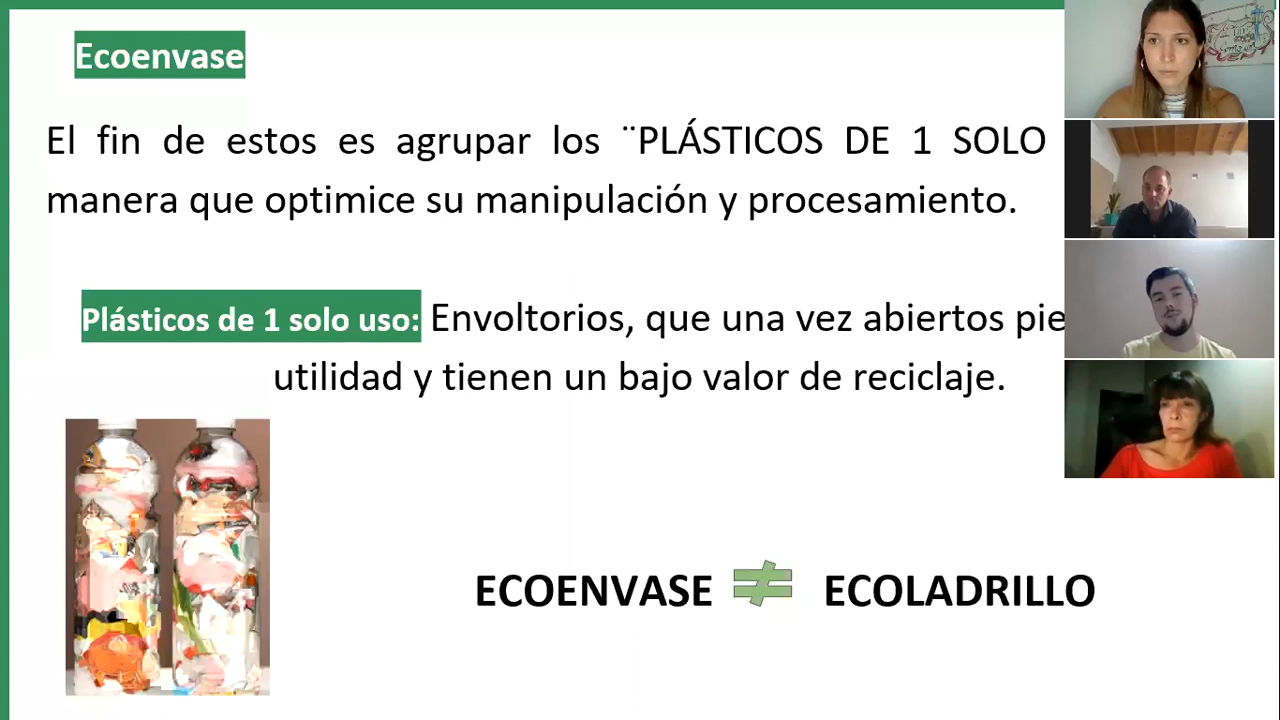 Ecoenvase
El fin de estos es agrupar los ¨PLÁSTICOS DE 1 SOLO
manera que optimice su manipulación y procesamiento.
Plásticos de 1 solo uso: Envoltorios, que una vez abiertos pie
utilidad y tienen un bajo valor de reciclaje.
ECOENVASE ≠ ECOLADRILLO